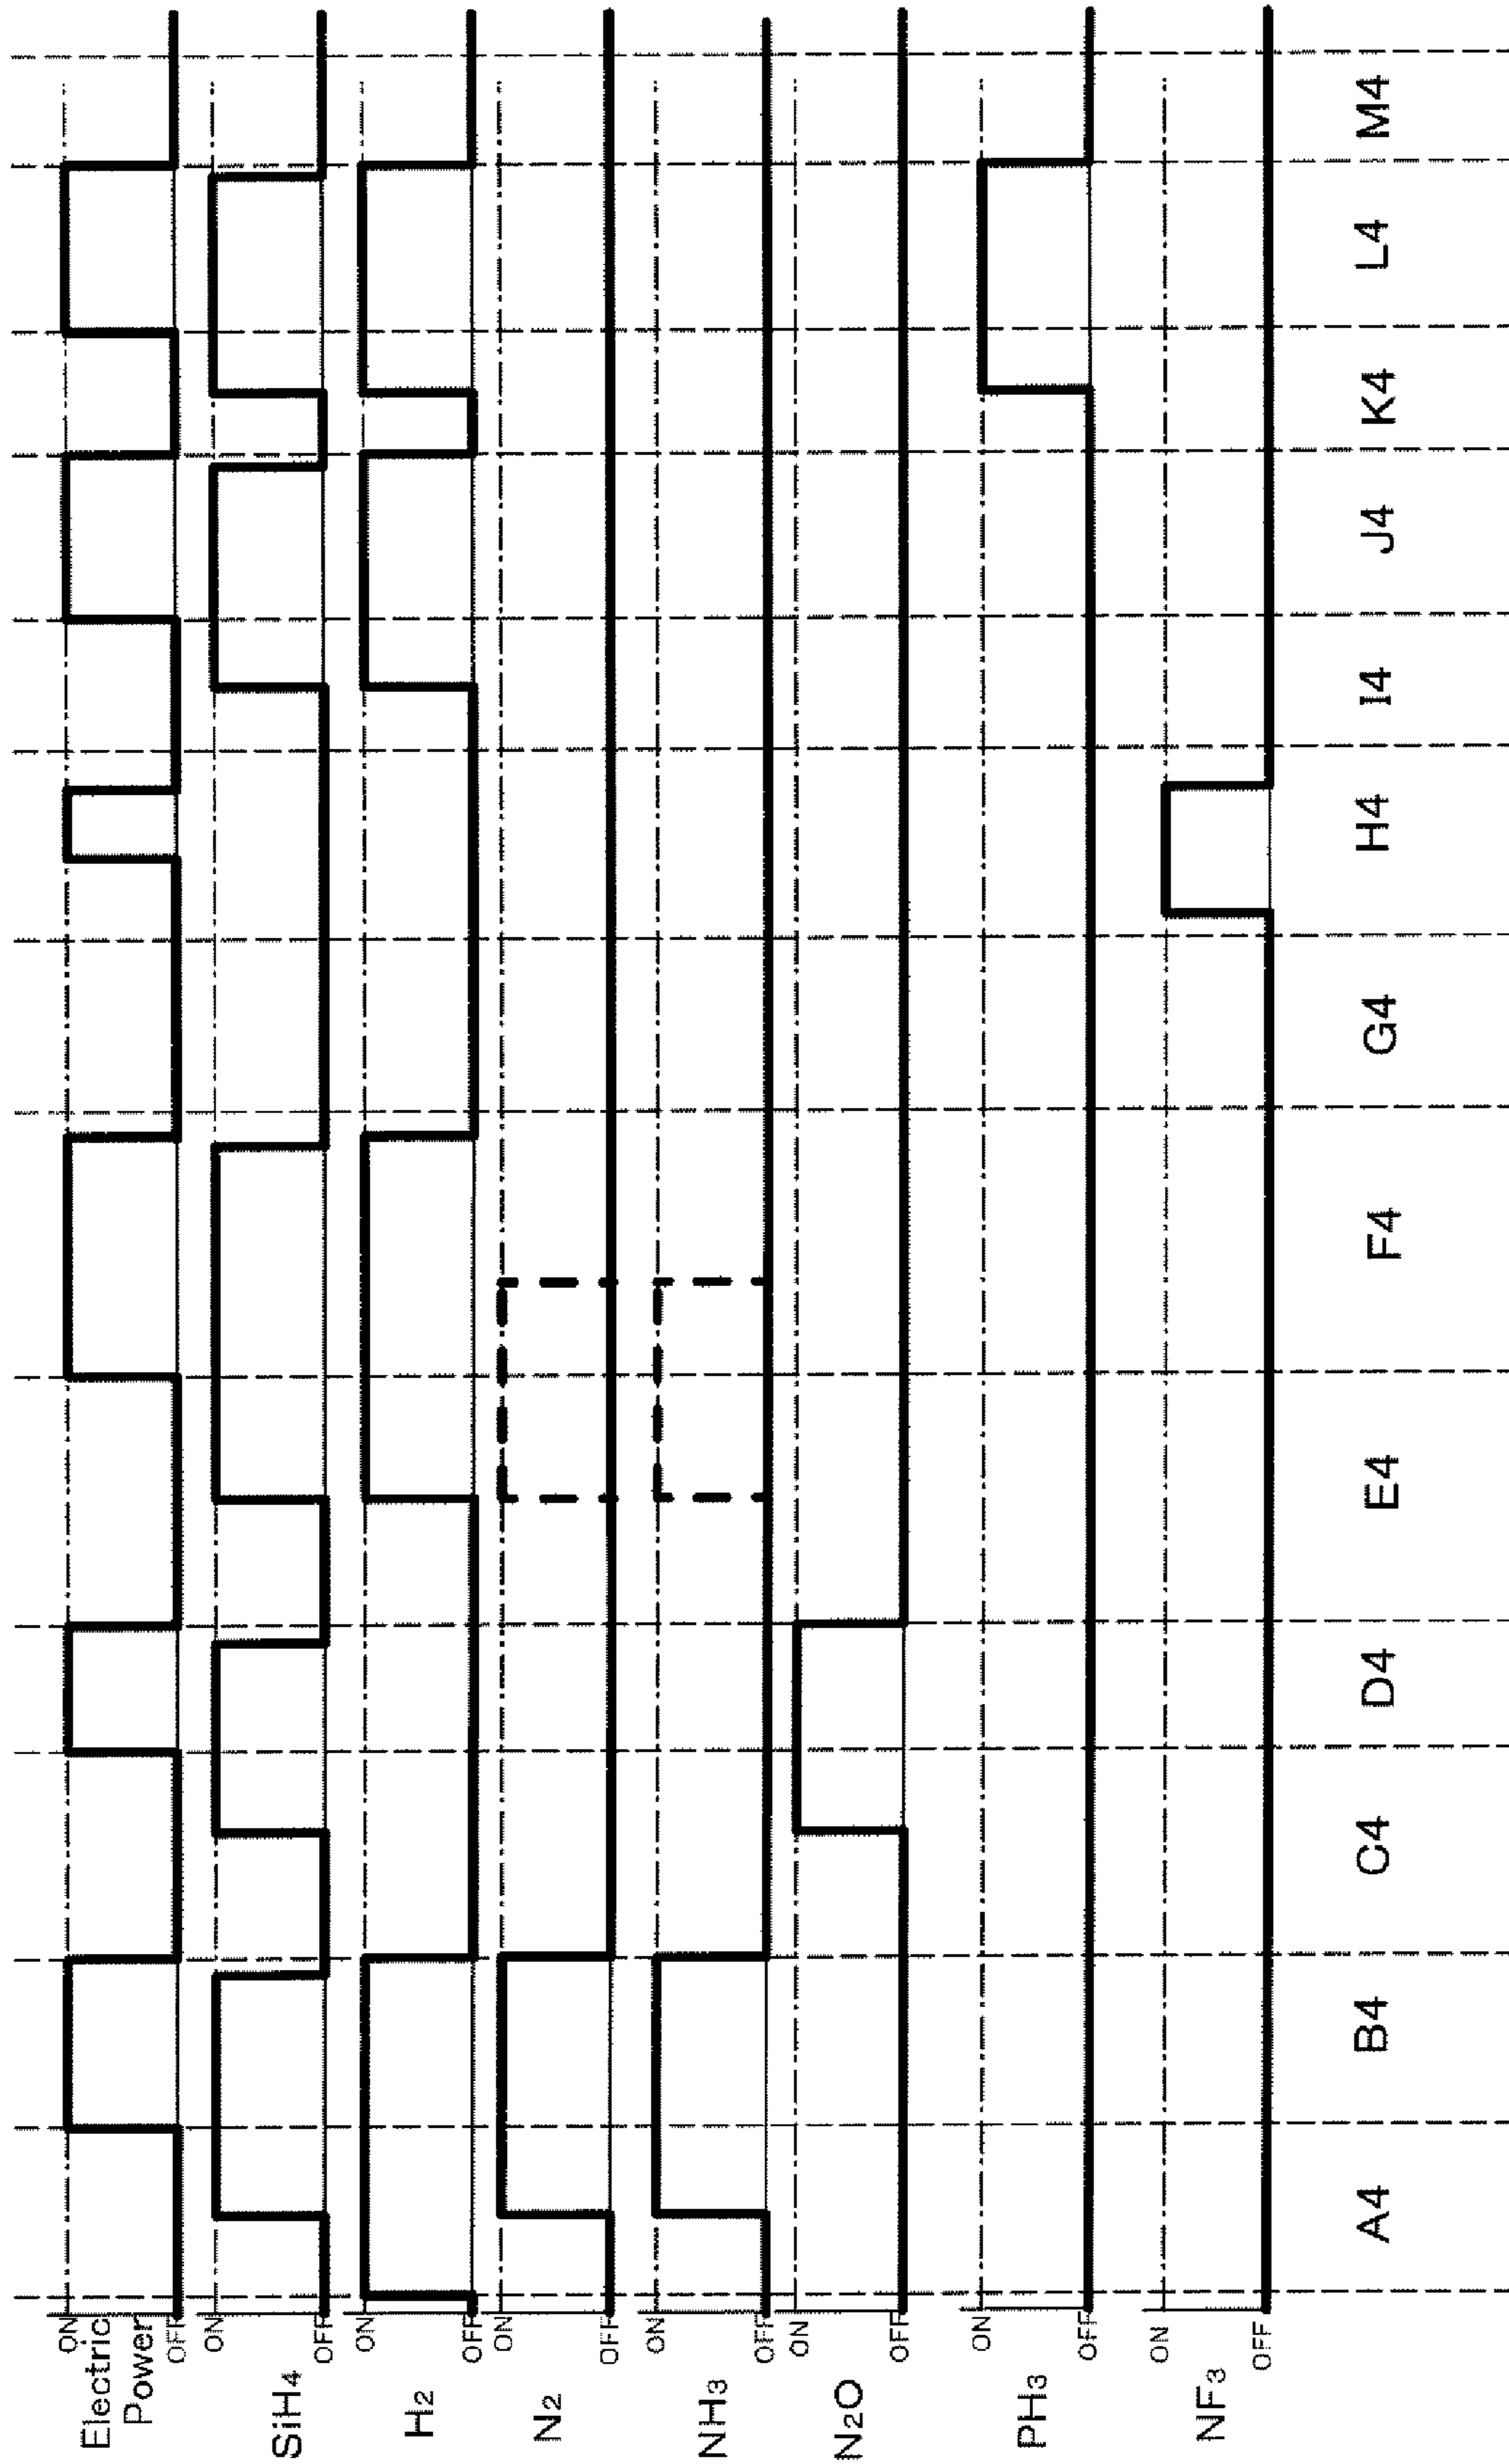 Electric
Power
ON
OFF
SiH4
ON
OFF
H2
ON
OFF
N2
ON
OFF
NH3
ON
OFF
N2O
ON
OFF
PH3
ON
OFF
NF3
ON
OFF
A4 B4 C4 D4 E4 F4 G4 H4 I4 J4 K4 L4 M4